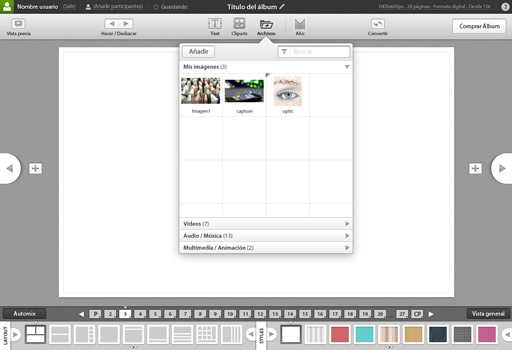 Nombre usuario (Salir) (Añadir participantes) Guardando Título del álbum 28 páginas - Formato digital - Desde 15€
Vista previa Hacer / Deshacer Text Cliparts Archivos Año Convertir Comprar Álbum
Añadir Buscar
Mis imágenes (3)
Imagen1 capture optic
Vídeos (7)
Audio / Música (13)
Multimedia / Animación (2)
Automix P 2 3 4 5 6 7 8 9 10 11 12 13 14 15 16 17 18 19 20 27 CP Vista general
LAYOUT STYLES